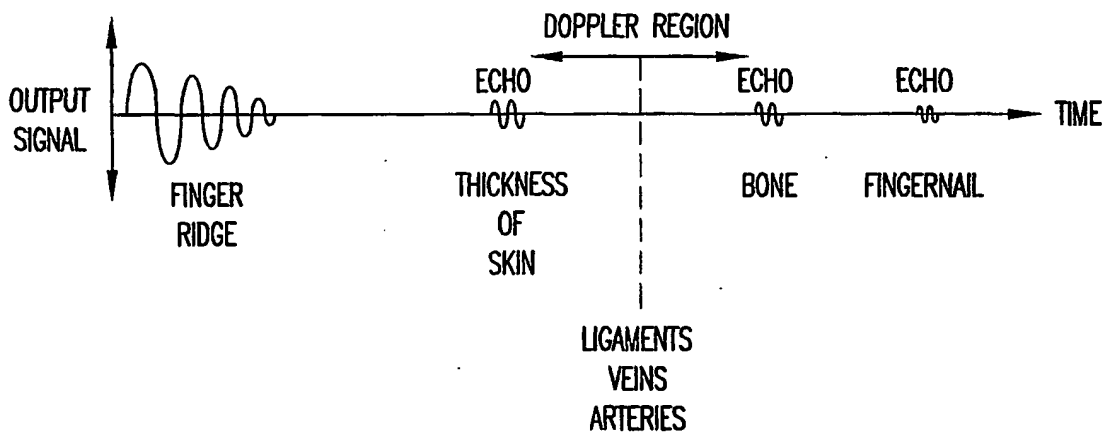 DOPPLER REGION
ECHO
ECHO
ECHO
OUTPUT
SIGNAL
TIME
FINGER
RIDGE
THICKNESS
OF
SKIN
BONE
FINGERNAIL
LIGAMENTS
VEINS
ARTERIES